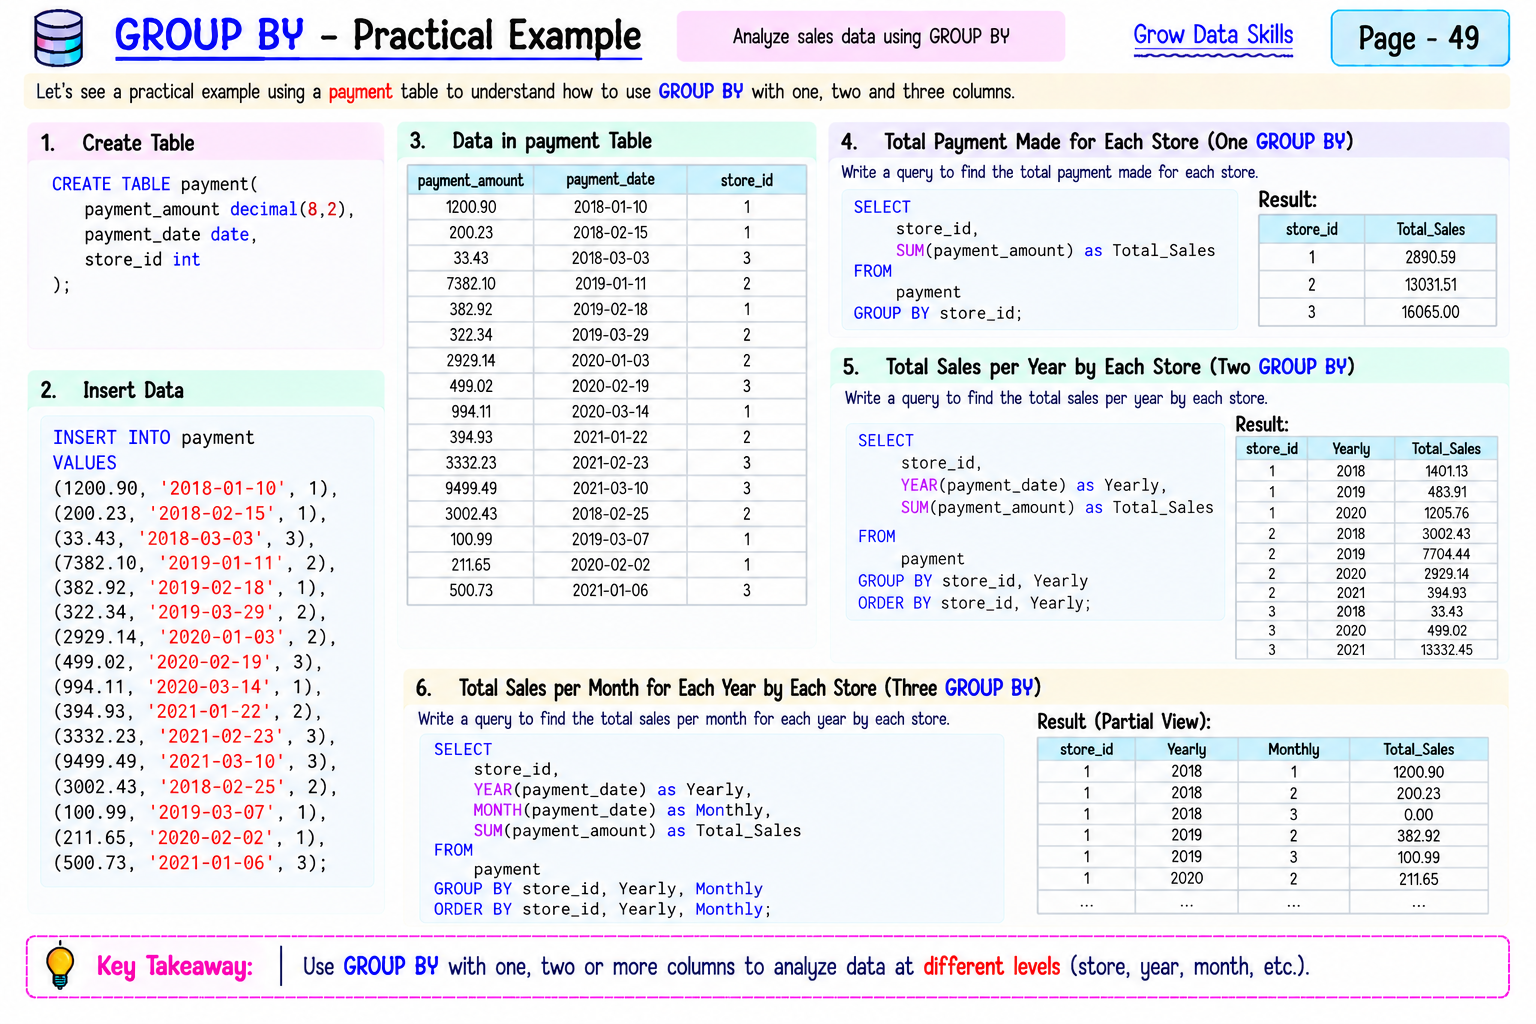 GROUP BY – Practical Example
Analyze sales data using GROUP BY
Grow Data Skills
Page - 49
Let's see a practical example using a payment table to understand how to use GROUP BY with one, two and three columns.
1. Create Table
CREATE TABLE payment(
payment_amount decimal(8,2),
payment_date date,
store_id int
);
2. Insert Data
INSERT INTO payment
VALUES
(1200.90, '2018-01-10', 1),
(200.23, '2018-02-15', 1),
(33.43, '2018-03-03', 3),
(7382.10, '2019-01-11', 2),
(382.92, '2019-02-18', 1),
(322.34, '2019-03-29', 2),
(2929.14, '2020-01-03', 2),
(499.02, '2020-02-19', 3),
(994.11, '2020-03-14', 1),
(394.93, '2021-01-22', 2),
(3332.23, '2021-02-23', 3),
(9499.49, '2021-03-10', 3),
(3002.43, '2018-02-25', 2),
(100.99, '2019-03-07', 1),
(211.65, '2020-02-02', 1),
(500.73, '2021-01-06', 3);
3. Data in payment Table
payment_amount payment_date store_id
1200.90 2018-01-10 1
200.23 2018-02-15 1
33.43 2018-03-03 3
7382.10 2019-01-11 2
382.92 2019-02-18 1
322.34 2019-03-29 2
2929.14 2020-01-03 2
499.02 2020-02-19 3
994.11 2020-03-14 1
394.93 2021-01-22 2
3332.23 2021-02-23 3
9499.49 2021-03-10 3
3002.43 2018-02-25 2
100.99 2019-03-07 1
211.65 2020-02-02 1
500.73 2021-01-06 3
4. Total Payment Made for Each Store (One GROUP BY)
Write a query to find the total payment made for each store.
SELECT
store_id,
SUM(payment_amount) as Total_Sales
FROM
payment
GROUP BY store_id;
Result:
store_id Total_Sales
1 2890.59
2 13031.51
3 16065.00
5. Total Sales per Year by Each Store (Two GROUP BY)
Write a query to find the total sales per year by each store.
SELECT
store_id,
YEAR(payment_date) as Yearly,
SUM(payment_amount) as Total_Sales
FROM
payment
GROUP BY store_id, Yearly
ORDER BY store_id, Yearly;
Result:
store_id Yearly Total_Sales
1 2018 1401.13
1 2019 483.91
1 2020 1205.76
2 2018 3002.43
2 2019 7704.44
2 2020 2929.14
2 2021 394.93
3 2018 33.43
3 2020 499.02
3 2021 13332.45
6. Total Sales per Month for Each Year by Each Store (Three GROUP BY)
Write a query to find the total sales per month for each year by each store.
SELECT
store_id,
YEAR(payment_date) as Yearly,
MONTH(payment_date) as Monthly,
SUM(payment_amount) as Total_Sales
FROM
payment
GROUP BY store_id, Yearly, Monthly
ORDER BY store_id, Yearly, Monthly;
Result (Partial View):
store_id Yearly Monthly Total_Sales
1 2018 1 1200.90
1 2018 2 200.23
1 2018 3 0.00
1 2019 2 382.92
1 2019 3 100.99
1 2020 2 211.65
... ... ... ...
Key Takeaway: Use GROUP BY with one, two or more columns to analyze data at different levels (store, year, month, etc.).